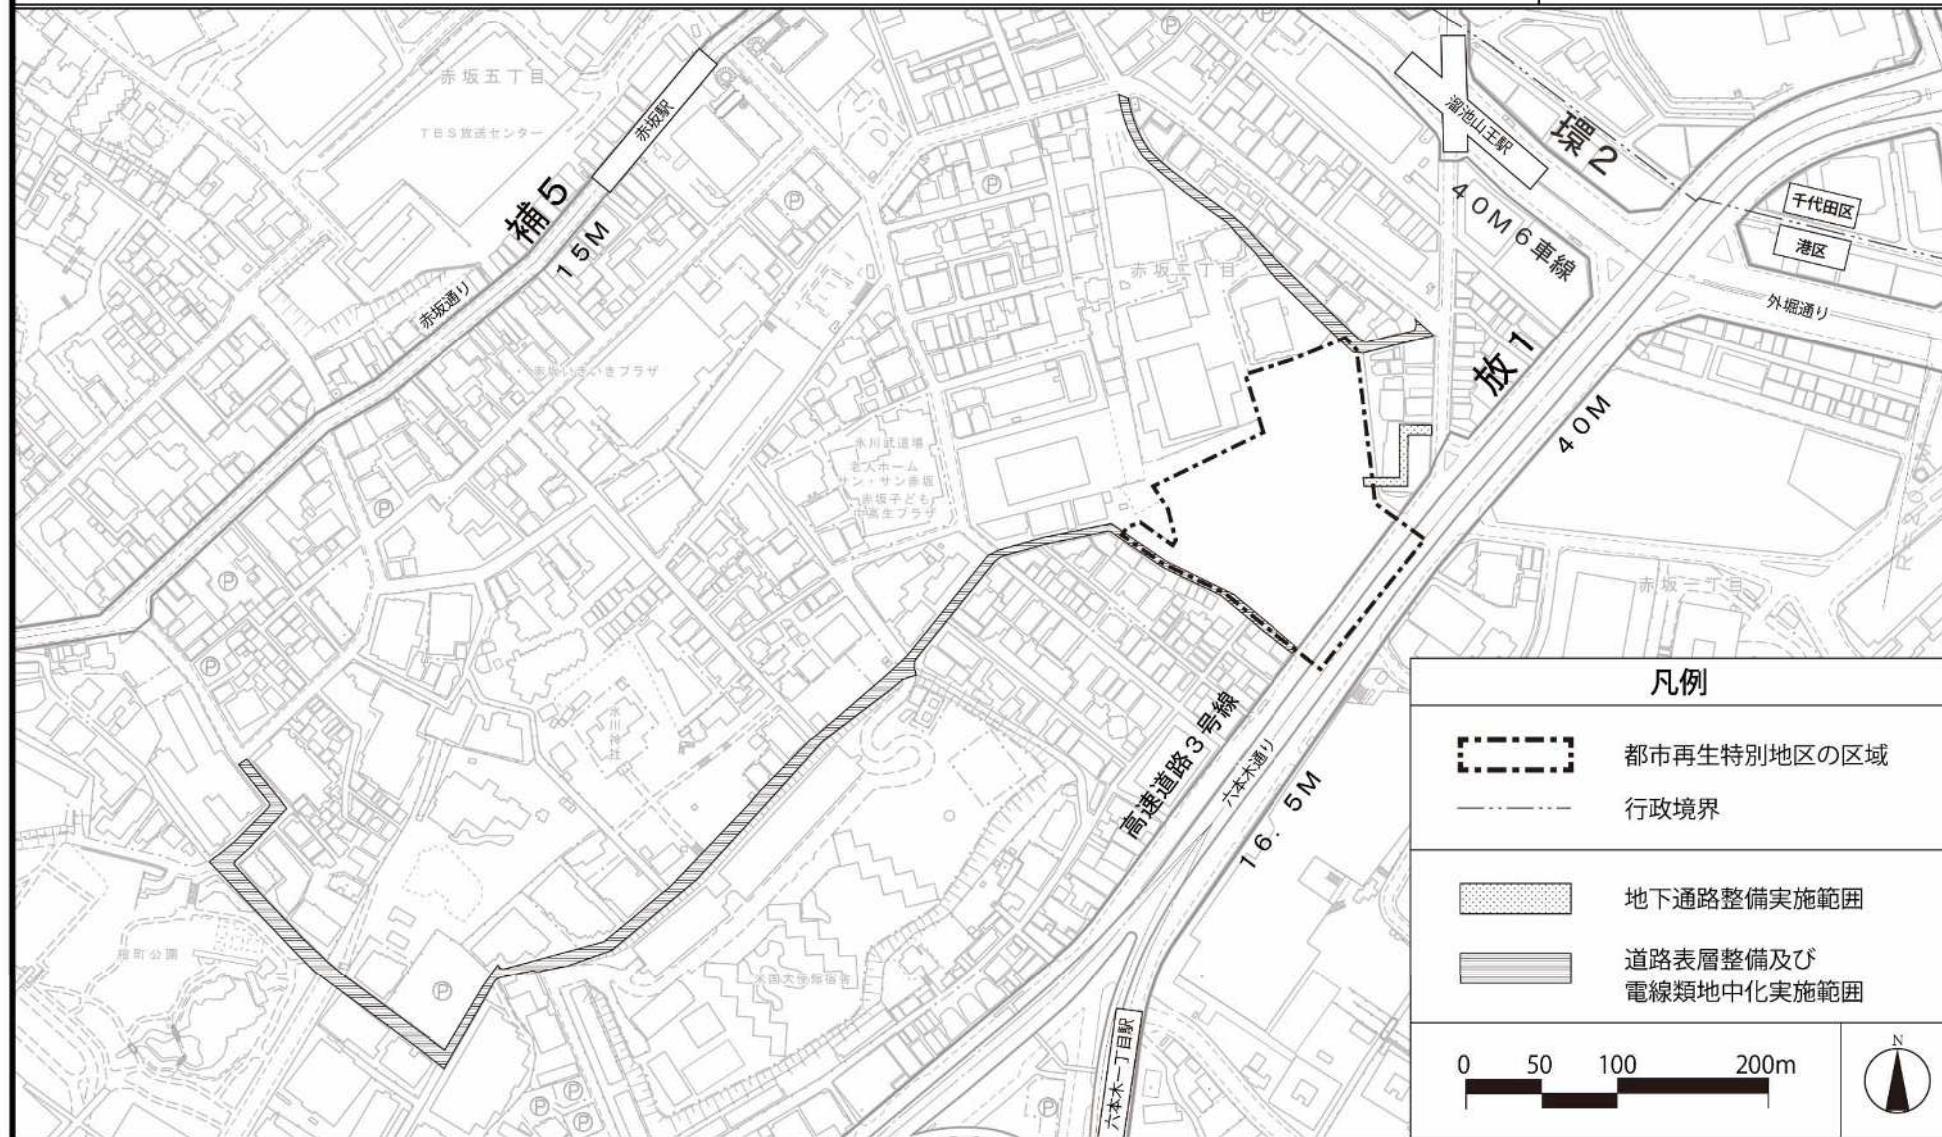 赤坂五丁目
TBS放送センター
赤坂駅
溜池山王駅
環2
補5
15M
40M6車線
千代田区
港区
赤坂通り
赤坂二丁目
外堀通り
放1
赤坂いきいきプラザ
40M
氷川武道場
老人ホーム
サン・サン赤坂
赤坂子ども
中高生プラザ
赤坂一丁目
氷川神社
高速道路3号線
六本木通り
16.5M
檜町公園
米国大使館宿舎
六本木一丁目駅
P
P
P
P
P
P
P
P
P
P
凡例
都市再生特別地区の区域
行政境界
地下通路整備実施範囲
道路表層整備及び
電線類地中化実施範囲
0 50 100 200m
N